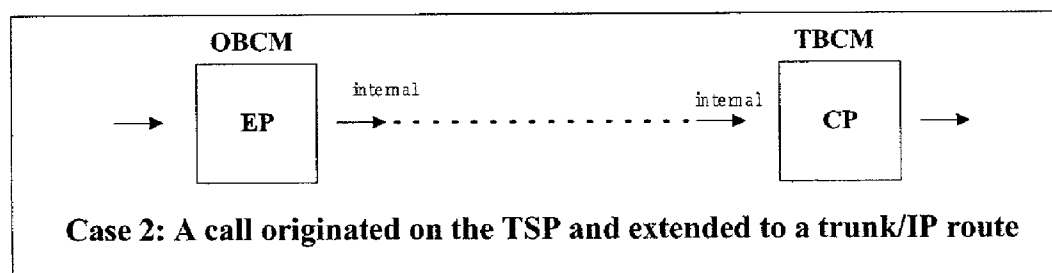 OBCM
TBCM
internal
internal
EP
CP
Case 2: A call originated on the TSP and extended to a trunk/IP route